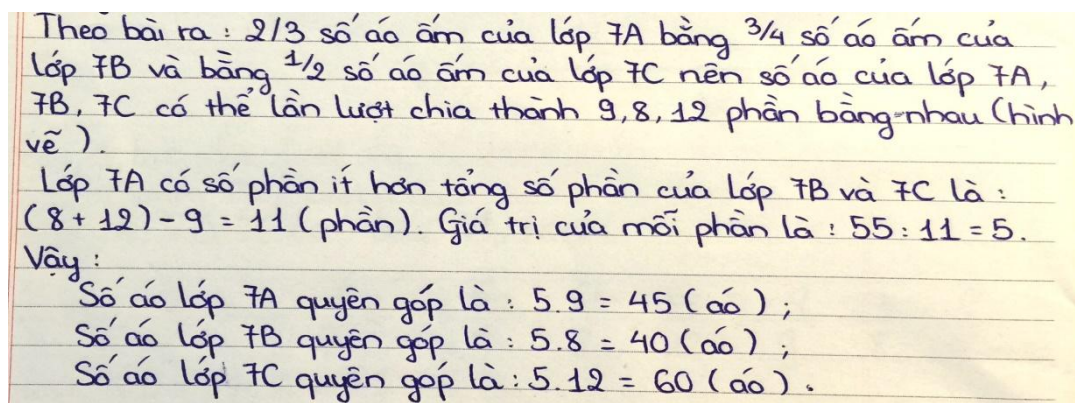 Theo bài ra : 2/3 số áo ấm của lớp 7A bằng 3/4 số áo ấm của
lớp 7B và bằng 1/2 số áo ấm của lớp 7C nên số áo của lớp 7A,
7B, 7C có thể lần lượt chia thành 9, 8, 12 phần bằng nhau (hình
vẽ).
Lớp 7A có số phần ít hơn tổng số phần của lớp 7B và 7C là :
(8 + 12) - 9 = 11 (phần). Giá trị của mỗi phần là : 55 : 11 = 5.
Vậy :
Số áo lớp 7A quyên góp là : 5.9 = 45 (áo) ;
Số áo lớp 7B quyên góp là : 5.8 = 40 (áo) ;
Số áo lớp 7C quyên góp là : 5.12 = 60 (áo) .